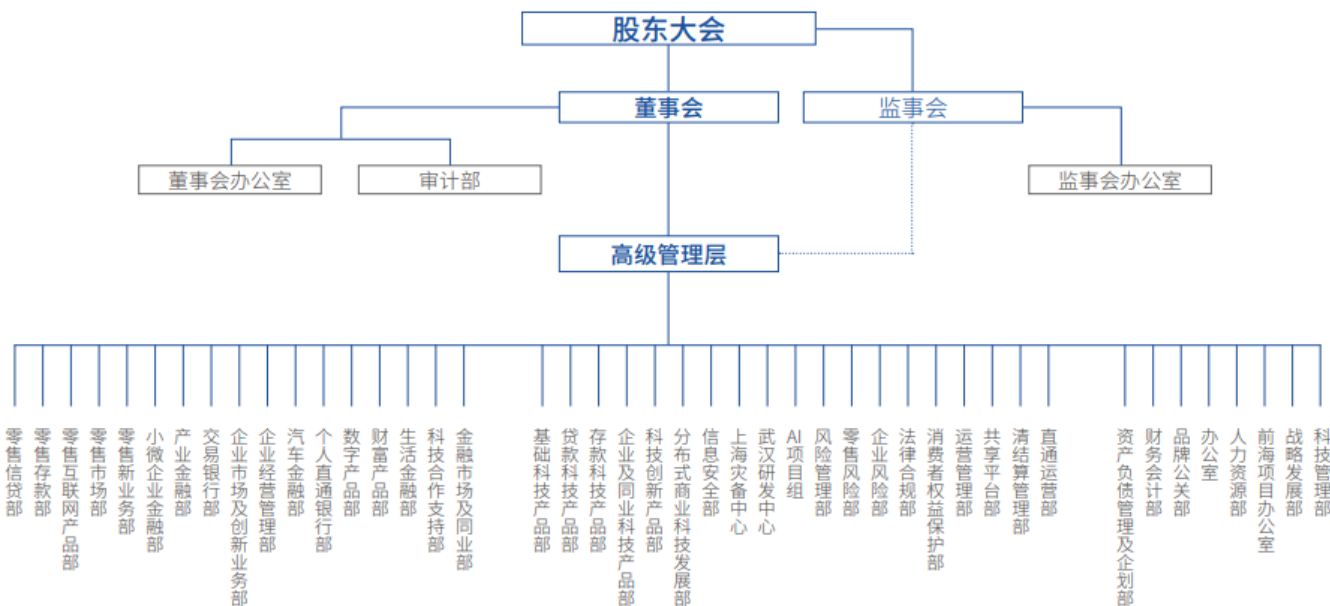 股东大会
董事会
监事会
董事会办公室
审计部
监事会办公室
高级管理层
零售信贷部
零售存款部
零售互联网产品部
零售市场部
零售新业务部
小微企业金融部
产业金融部
交易银行部
企业市场及创新业务部
企业经营管理部
汽车金融部
个人直通银行部
数字产品部
财富产品部
生活金融部
科技合作支持部
金融市场及同业部
基础科技产品部
贷款科技产品部
存款科技产品部
企业及同业科技产品部
科技创新产品部
分布式商业科技发展部
信息安全部
上海灾备中心
武汉研发中心
AI项目组
风险管理部
零售风险部
企业风险部
法律合规部
消费者权益保护部
运营管理部
共享平台部
清结算管理部
直通运营部
资产负债管理及企划部
财务会计部
品牌公关部
办公室
人力资源部
前海项目办公室
战略发展部
科技管理部